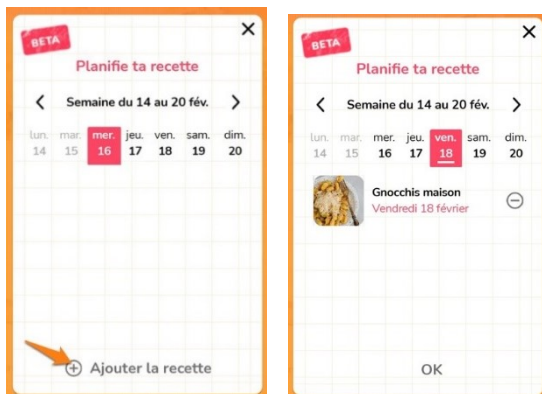 BETA
Planifie ta recette
Semaine du 14 au 20 fév.
lun. mar. mer. jeu. ven. sam. dim.
14 15 16 17 18 19 20
Ajouter la recette
BETA
Planifie ta recette
Semaine du 14 au 20 fév.
lun. mar. mer. jeu. ven. sam. dim.
14 15 16 17 18 19 20
Gnocchis maison
Vendredi 18 février
OK